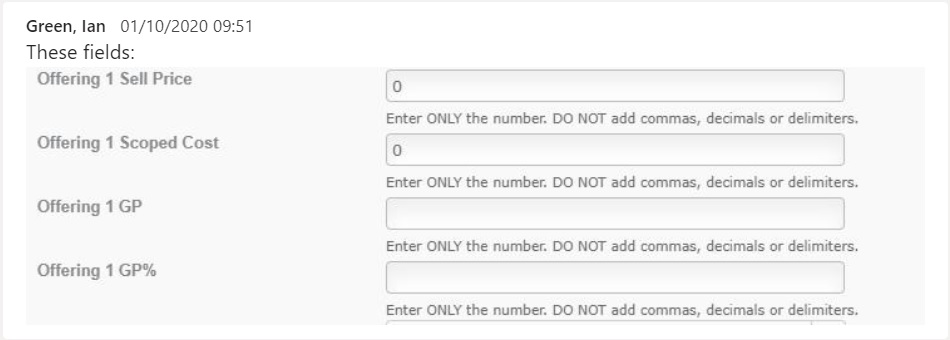 Green, Ian 01/10/2020 09:51
These fields:
Offering 1 Sell Price
0
Enter ONLY the number. DO NOT add commas, decimals or delimiters.
Offering 1 Scoped Cost
0
Enter ONLY the number. DO NOT add commas, decimals or delimiters.
Offering 1 GP
Enter ONLY the number. DO NOT add commas, decimals or delimiters.
Offering 1 GP%
Enter ONLY the number. DO NOT add commas, decimals or delimiters.